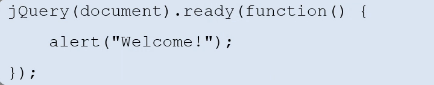 jQuery(document).ready(function() {
    alert("Welcome!");
});